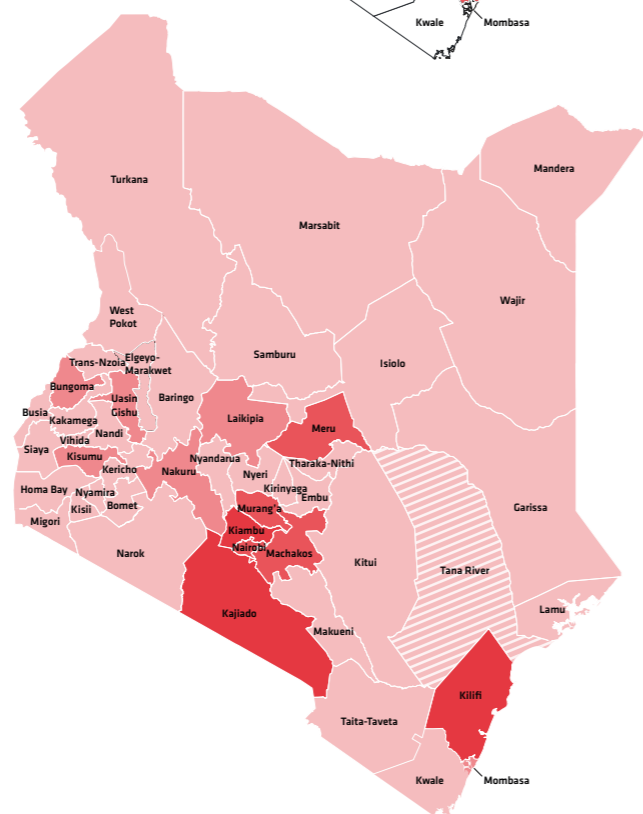 Kwale
Mombasa
Turkana
Mandera
Marsabit
Wajir
West
Pokot
Samburu
Isiolo
Trans-Nzoia
Elgeyo-
Marakwet
Bungoma
Uasin
Gishu
Baringo
Busia
Kakamega
Laikipia
Meru
Nandi
Vihida
Siaya
Kisumu
Kericho
Nyandarua
Tharaka-Nithi
Nakuru
Nyeri
Homa Bay
Nyamira
Kirinyaga
Embu
Kisii
Bomet
Murang'a
Garissa
Migori
Kiambu
Narok
Nairobi
Machakos
Kitui
Tana River
Kajiado
Lamu
Makueni
Kilifi
Taita-Taveta
Kwale
Mombasa